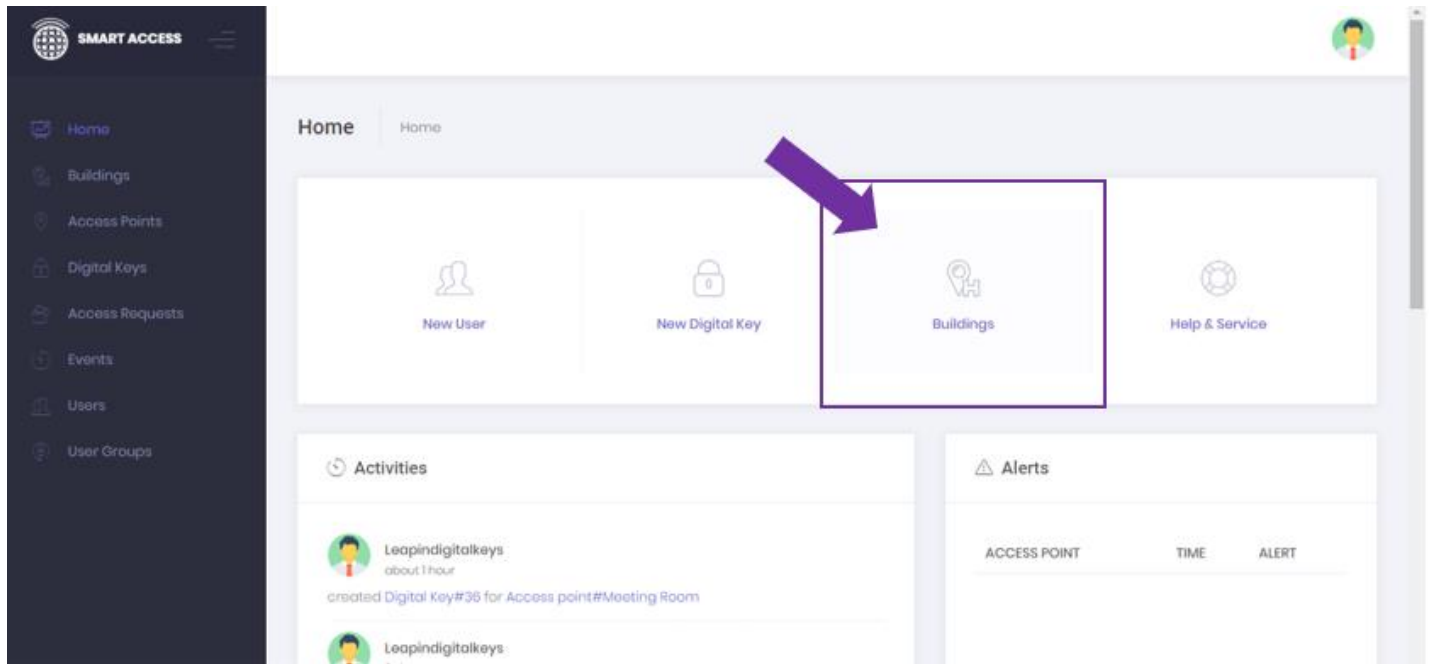 SMART ACCESS
Home
Buildings
Access Points
Digital Keys
Access Requests
Events
Users
User Groups
Home
Home
New User
New Digital Key
Buildings
Help & Service
Activities
Leapindigitalkeys
about 1 hour
created Digital Key#36 for Access point#Meeting Room
Leapindigitalkeys
Alerts
ACCESS POINT TIME ALERT